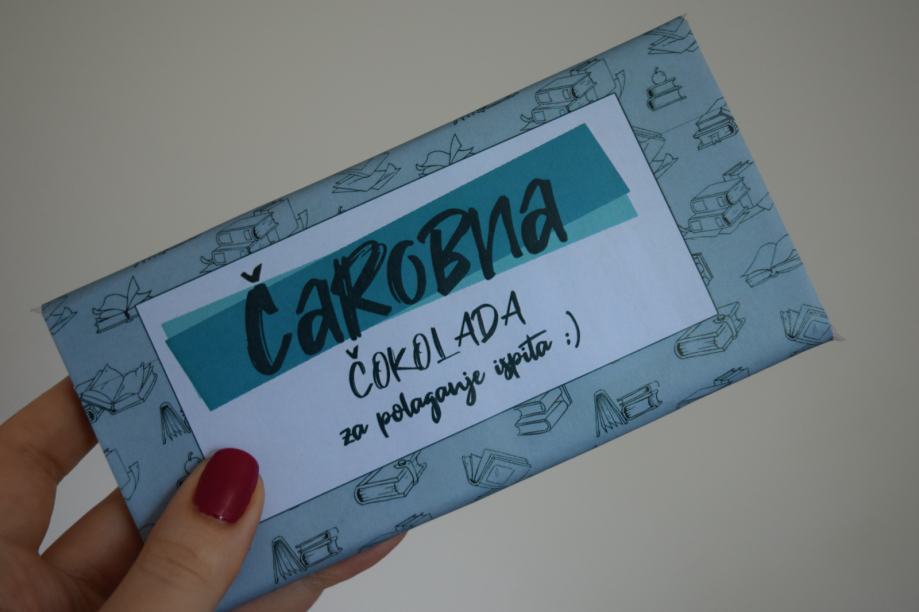 Čarobna
ČOKOLADA
za polaganje ispita :)